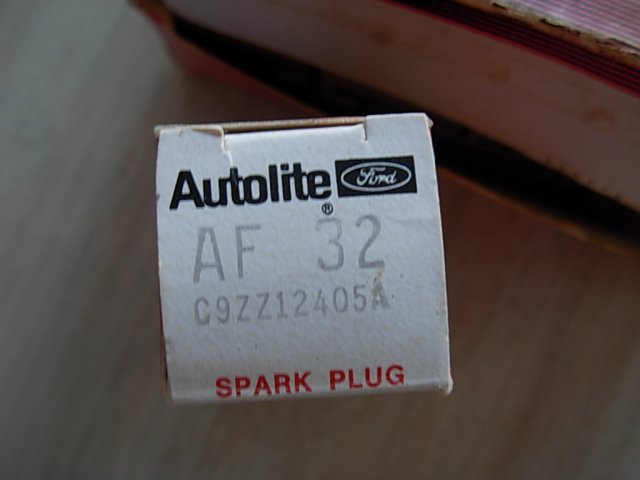 Autolite Ford
®
AF 32
C9ZZ12405A
SPARK PLUG